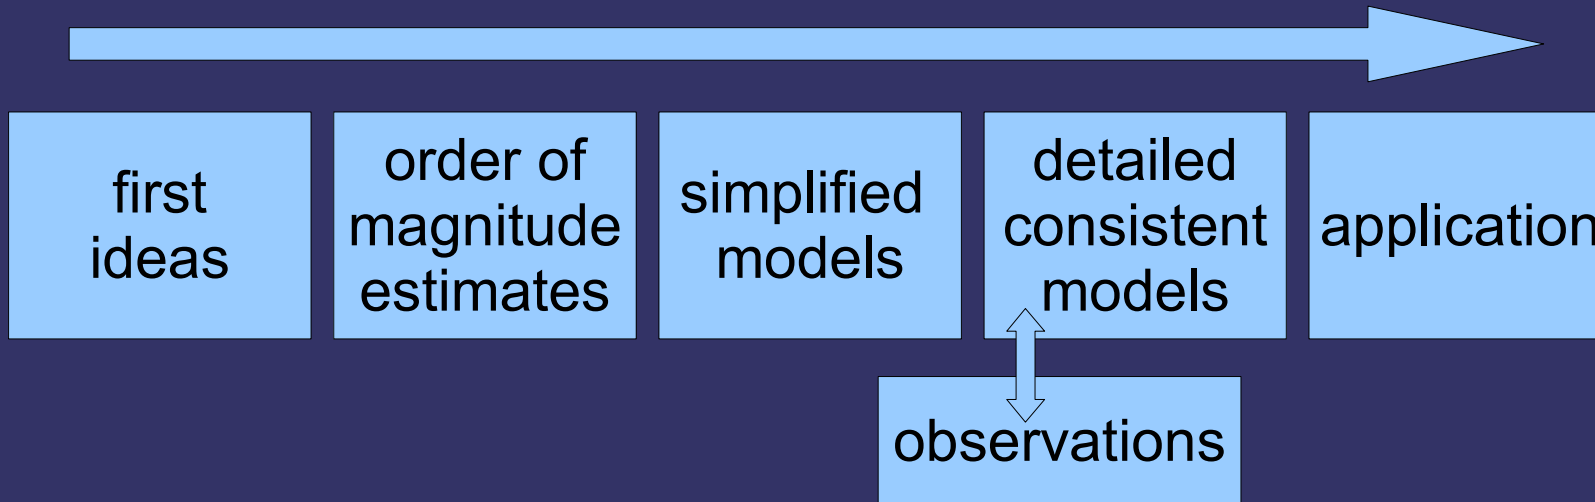 first
ideas
order of
magnitude
estimates
simplified
models
detailed
consistent
models
application
observations